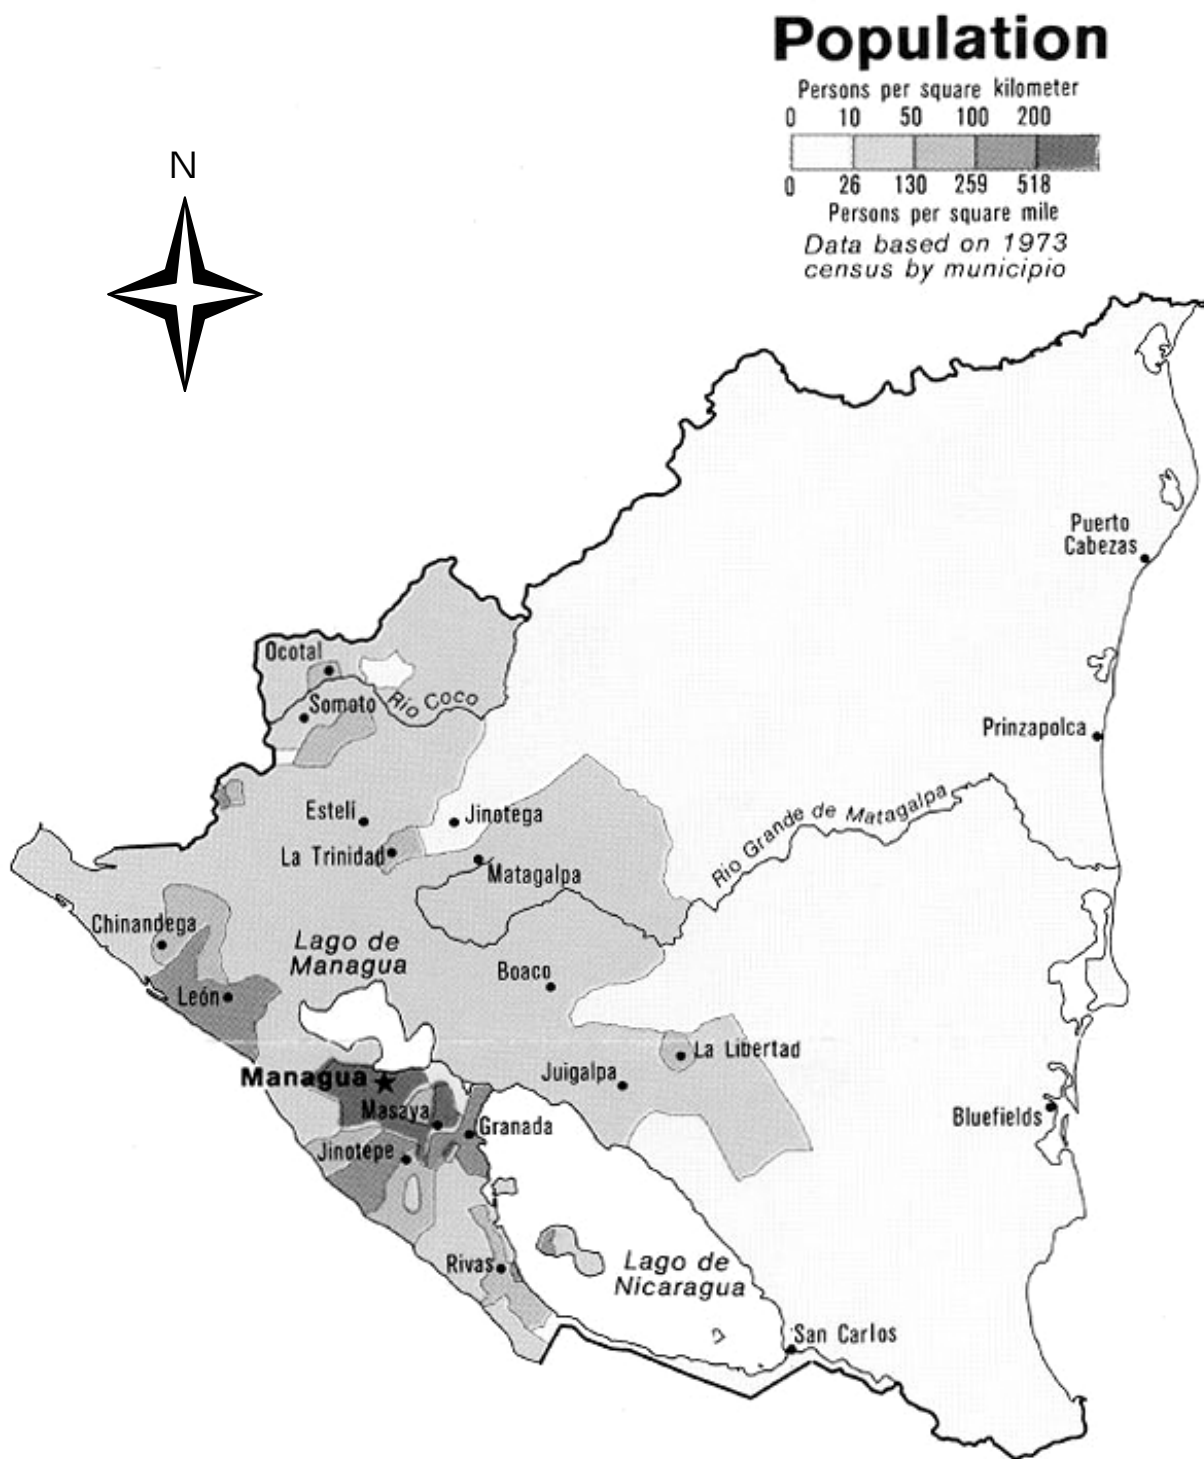 Population
Persons per square kilometer
0 10 50 100 200
0 26 130 259 518
Persons per square mile
Data based on 1973
census by municipio
N
Puerto
Cabezas
Ocotal
Río Coco
Somoto
Prinzapolca
Estelí
Jinotega
Río Grande de Matagalpa
La Trinidad
Matagalpa
Chinandega
Lago de
Managua
Boaco
León
La Libertad
Managua
Juigalpa
Masaya
Granada
Bluefields
Jinotepe
Rivas
Lago de
Nicaragua
San Carlos